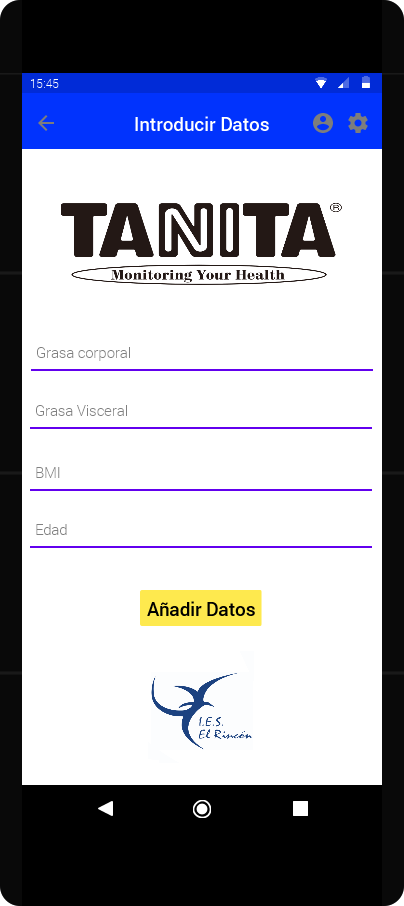 15:45
Introducir Datos
TANITA®
Monitoring Your Health
Grasa corporal
Grasa Visceral
BMI
Edad
Añadir Datos
I.E.S.
El Rincón